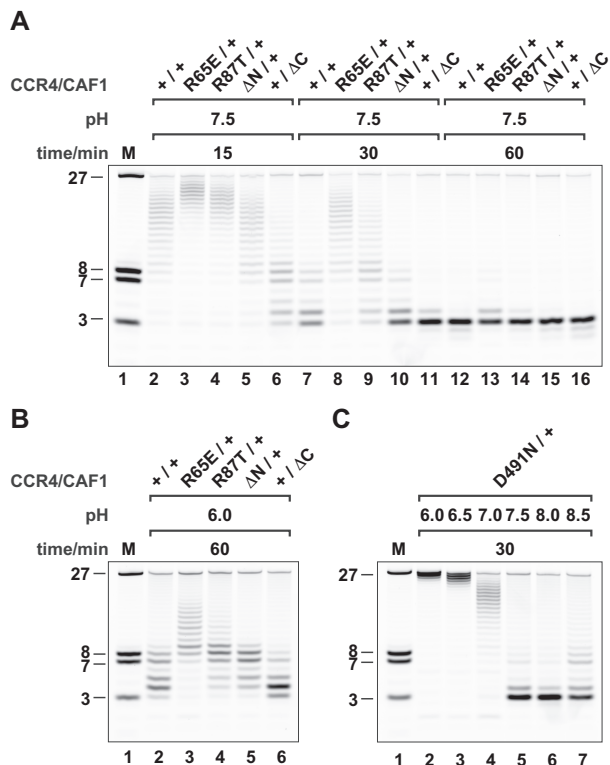 A
CCR4/CAF1 +/+ R65E/+ R87T/+ ΔN/+ +/ΔC +/+ R65E/+ R87T/+ ΔN/+ +/ΔC +/+ R65E/+ R87T/+ ΔN/+ +/ΔC
pH 7.5 7.5 7.5
time/min M 15 30 60
27
8
7
3
1 2 3 4 5 6 7 8 9 10 11 12 13 14 15 16
B
CCR4/CAF1 +/+ R65E/+ R87T/+ ΔN/+ +/ΔC
pH 6.0
time/min M 60
27
8
7
3
1 2 3 4 5 6
C
D491N/+
6.0 6.5 7.0 7.5 8.0 8.5
M 30
27
8
7
3
1 2 3 4 5 6 7